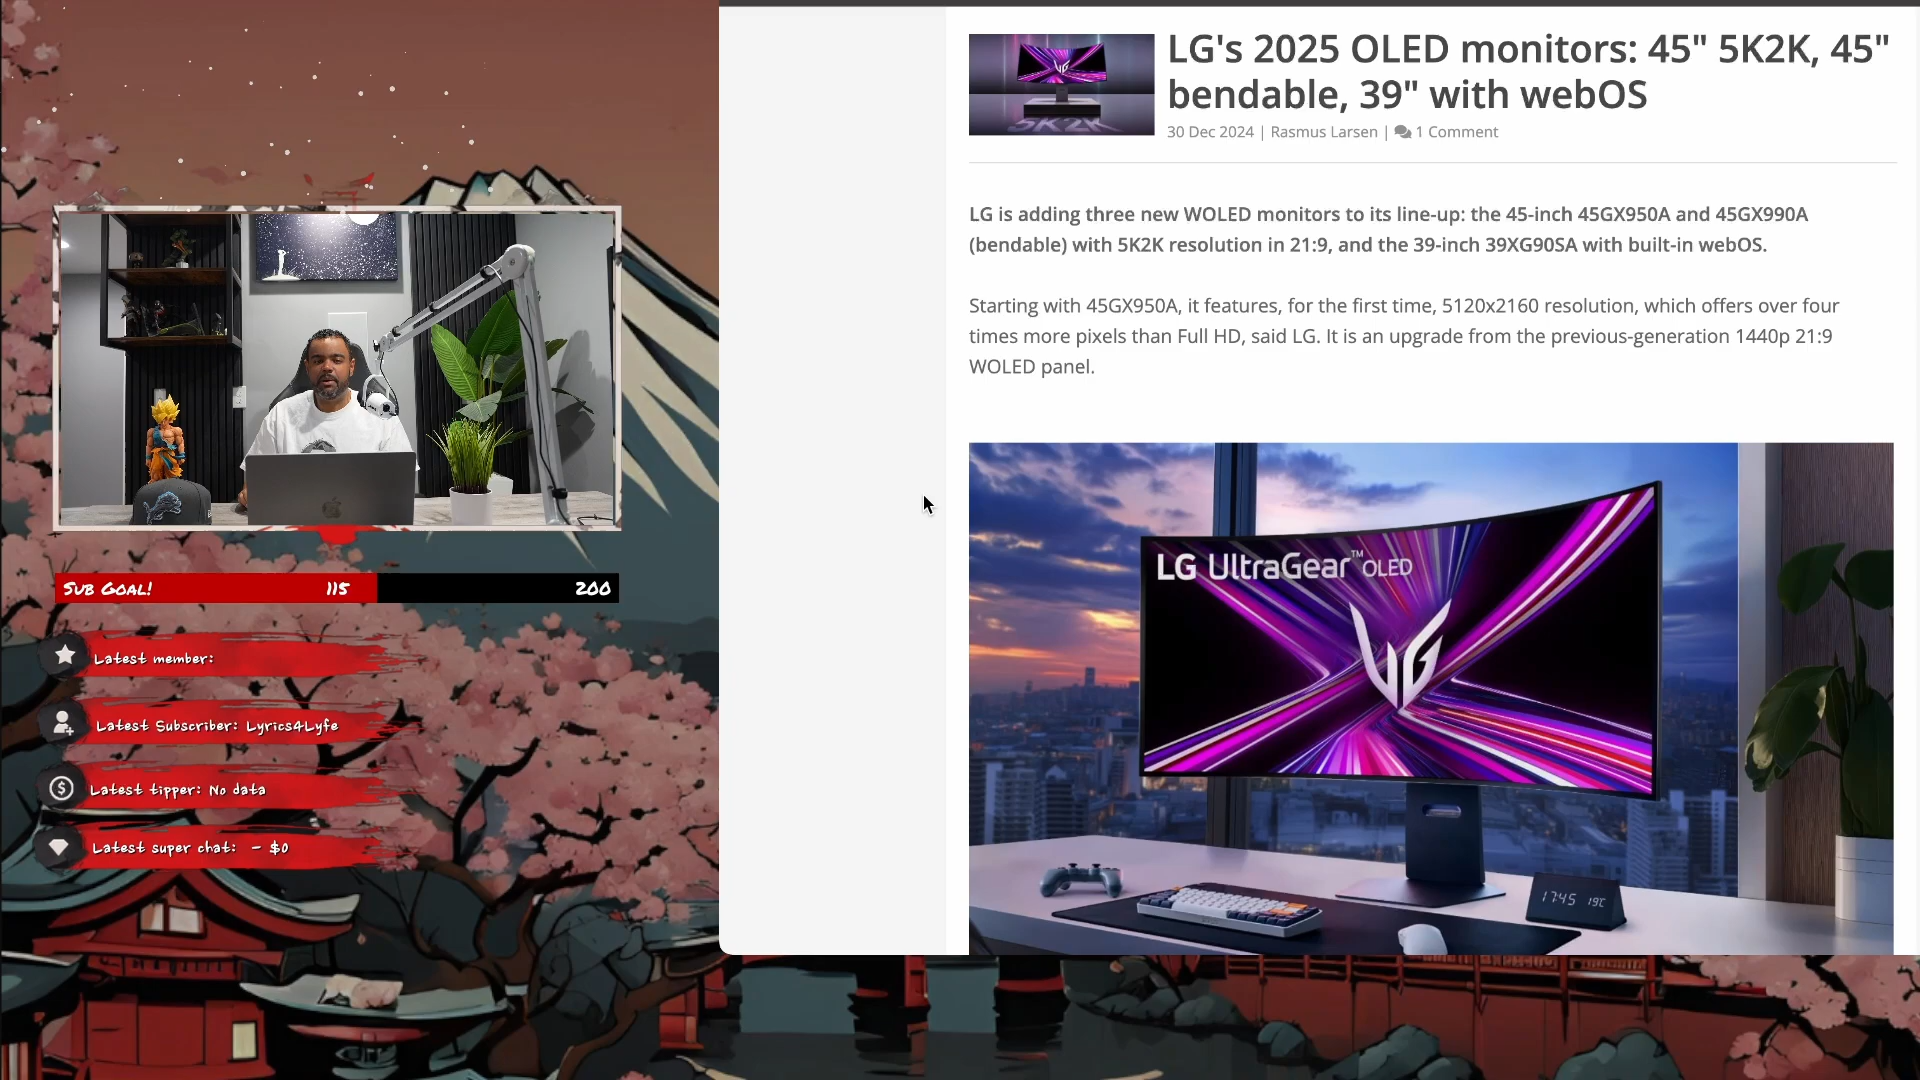 LG's 2025 OLED monitors: 45" 5K2K, 45"
bendable, 39" with webOS
30 Dec 2024 | Rasmus Larsen | 1 Comment
LG is adding three new WOLED monitors to its line-up: the 45-inch 45GX950A and 45GX990A
(bendable) with 5K2K resolution in 21:9, and the 39-inch 39XG90SA with built-in webOS.
Starting with 45GX950A, it features, for the first time, 5120x2160 resolution, which offers over four
times more pixels than Full HD, said LG. It is an upgrade from the previous-generation 1440p 21:9
WOLED panel.
5K2K
LG UltraGear™ OLED
17:45 19°C
Sub Goal! 115 200
Latest member:
Latest Subscriber: Lyrics4Lyfe
Latest tipper: No data
Latest super chat: - $0